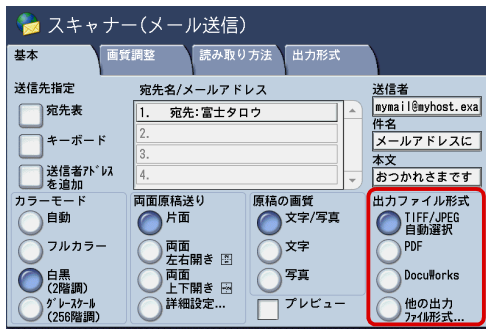 スキャナー(メール送信)
基本
画質調整
読み取り方法
出力形式
送信先指定
宛先表
キーボード
送信者ｱﾄﾞﾚｽ
を追加
宛先名/メールアドレス
1. 宛先:富士タロウ
2.
3.
4.
送信者
mymail@myhost.exa
件名
メールアドレスに
本文
おつかれさまです
カラーモード
自動
フルカラー
白黒
(2階調)
ｸﾞﾚｰｽｹｰﾙ
(256階調)
両面原稿送り
片面
両面
左右開き
両面
上下開き
詳細設定...
原稿の画質
文字/写真
文字
写真
プレビュー
出力ファイル形式
TIFF/JPEG
自動選択
PDF
DocuWorks
他の出力
ﾌｧｲﾙ形式...